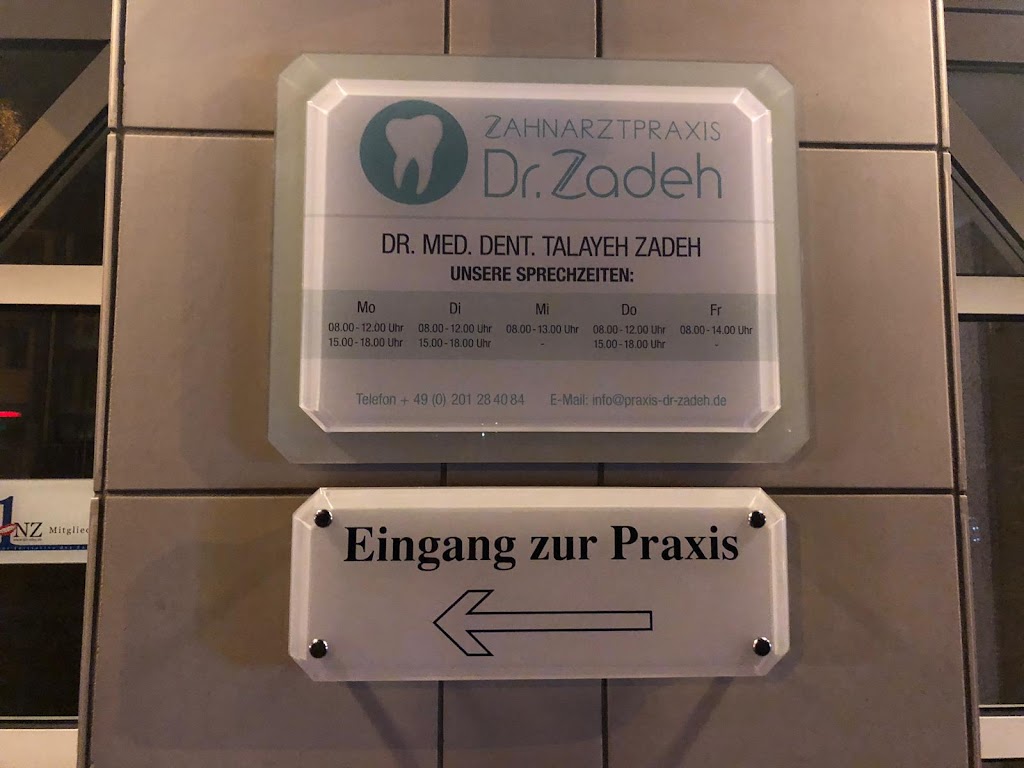 ZAHNARZTPRAXIS
Dr. Zadeh
DR. MED. DENT. TALAYEH ZADEH
UNSERE SPRECHZEITEN:
Mo Di Mi Do Fr
08.00 - 12.00 Uhr 08.00 - 12.00 Uhr 08.00 - 13.00 Uhr 08.00 - 12.00 Uhr 08.00 - 14.00 Uhr
15.00 - 18.00 Uhr 15.00 - 18.00 Uhr - 15.00 - 18.00 Uhr -
Telefon + 49 (0) 201 28 40 84 E-Mail: info@praxis-dr-zadeh.de
Eingang zur Praxis
NZ Mitglied